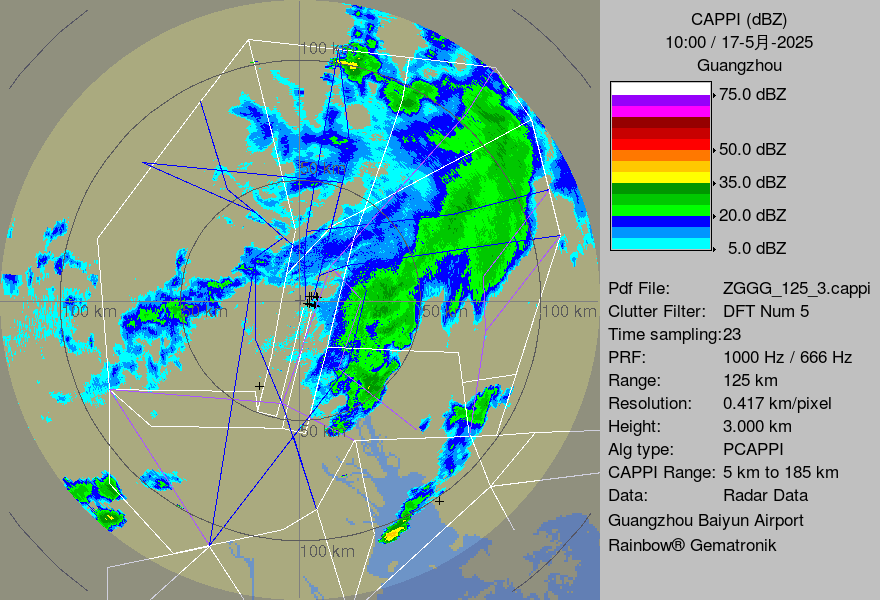 CAPPI (dBZ)
10:00 / 17-5月-2025
Guangzhou
75.0 dBZ
50.0 dBZ
35.0 dBZ
20.0 dBZ
5.0 dBZ
Pdf File: ZGGG_125_3.cappi
Clutter Filter: DFT Num 5
Time sampling:23
PRF: 1000 Hz / 666 Hz
Range: 125 km
Resolution: 0.417 km/pixel
Height: 3.000 km
Alg type: PCAPPI
CAPPI Range: 5 km to 185 km
Data: Radar Data
Guangzhou Baiyun Airport
Rainbow® Gematronik
100 km
50 km
100 km
50 km
50 km
100 km
50 km
100 km